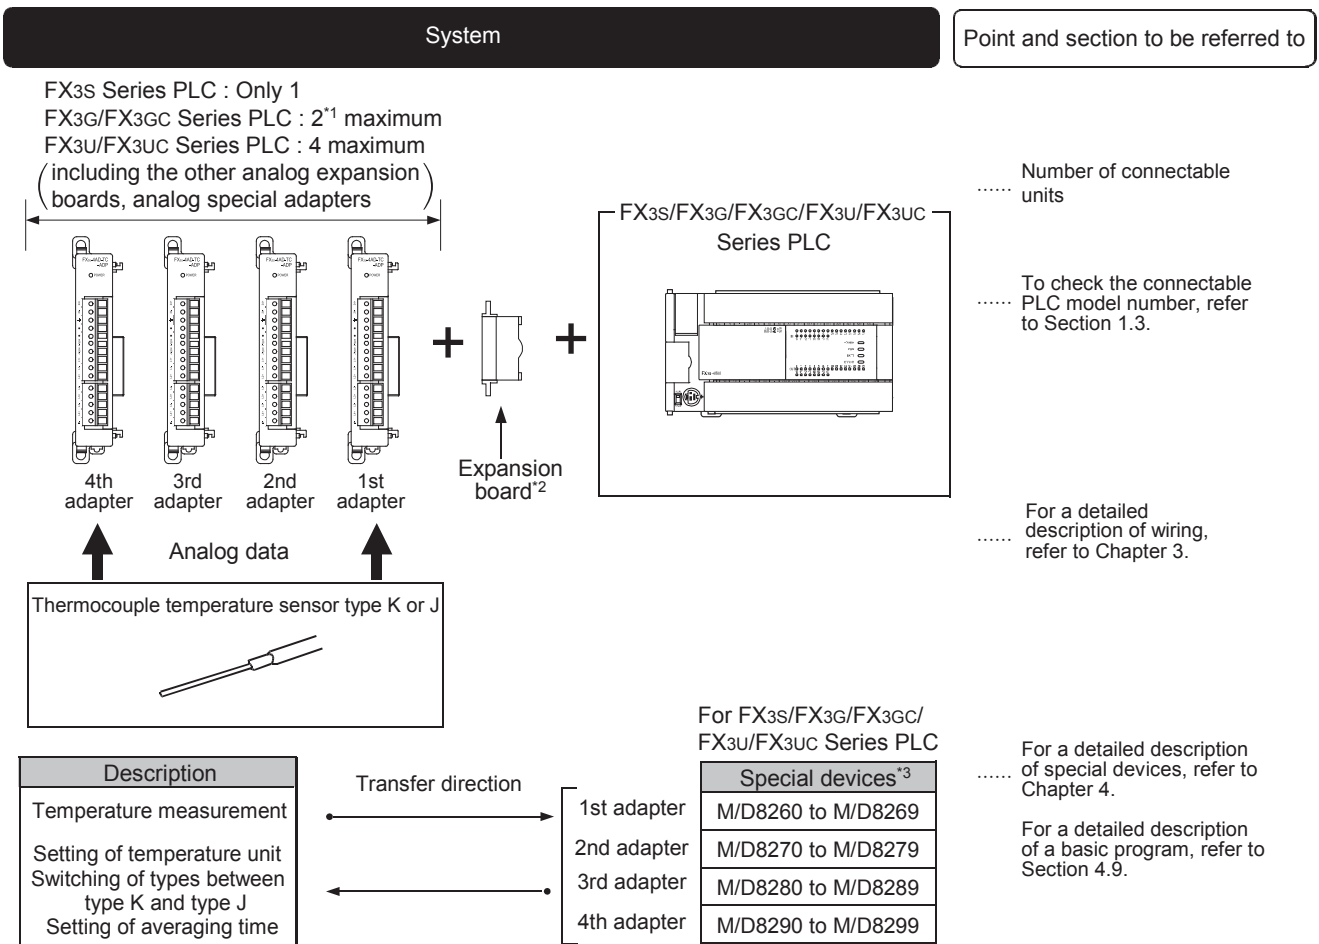 System
Point and section to be referred to
FX3S Series PLC : Only 1
FX3G/FX3GC Series PLC : 2*1 maximum
FX3U/FX3UC Series PLC : 4 maximum
(including the other analog expansion
boards, analog special adapters)
...... Number of connectable
units
FX3S/FX3G/FX3GC/FX3U/FX3UC
Series PLC
To check the connectable
...... PLC model number, refer
to Section 1.3.
POWER
POWER
POWER
POWER
+
+
4th
adapter
3rd
adapter
2nd
adapter
1st
adapter
Expansion
board*2
Analog data
For a detailed
...... description of wiring,
refer to Chapter 3.
Thermocouple temperature sensor type K or J
For FX3S/FX3G/FX3GC/
FX3U/FX3UC Series PLC
Description
Transfer direction
Special devices*3
Temperature measurement
1st adapter
M/D8260 to M/D8269
Setting of temperature unit
2nd adapter
M/D8270 to M/D8279
Switching of types between
type K and type J
3rd adapter
M/D8280 to M/D8289
Setting of averaging time
4th adapter
M/D8290 to M/D8299
For a detailed description
...... of special devices, refer to
Chapter 4.
For a detailed description
of a basic program, refer to
Section 4.9.